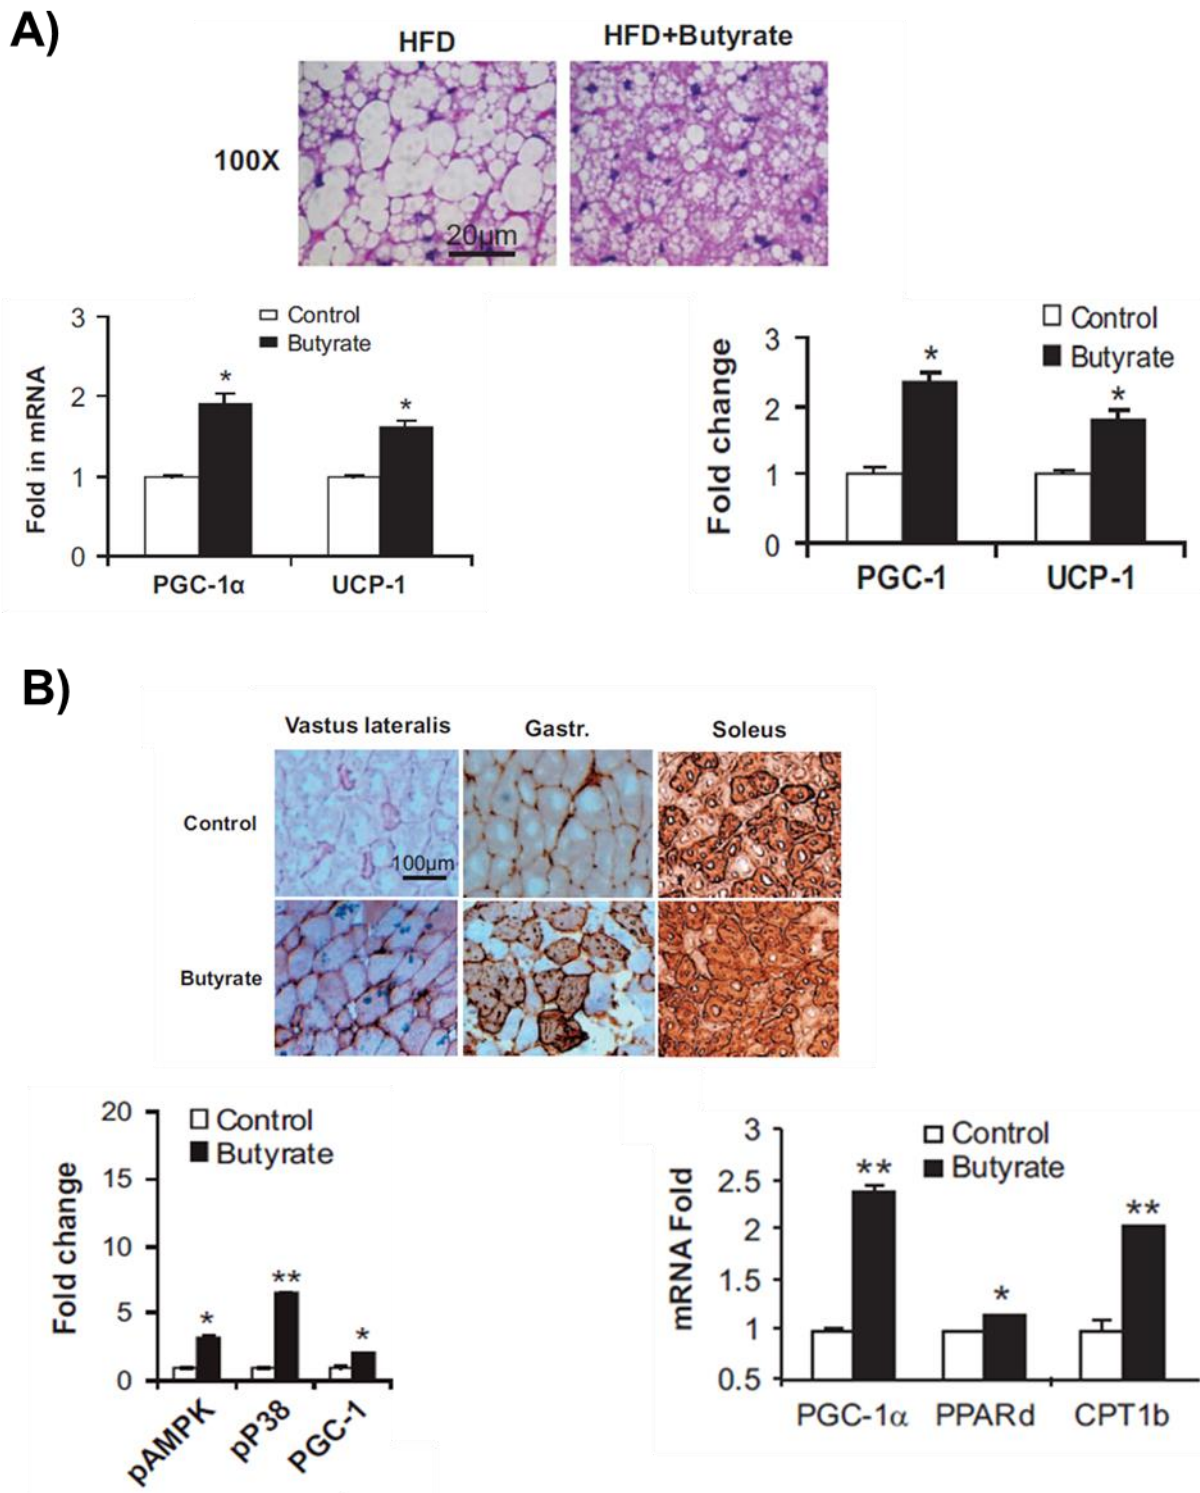 A)
HFD
HFD+Butyrate
100X
20µm
Control
Butyrate
Fold in mRNA
3
2
1
0
*
*
PGC-1α
UCP-1
Control
Butyrate
Fold change
3
2
1
0
*
*
PGC-1
UCP-1
B)
Vastus lateralis
Gastr.
Soleus
Control
100µm
Butyrate
Control
Butyrate
Fold change
20
15
10
5
0
*
**
*
pAMPK
pP38
PGC-1
Control
Butyrate
mRNA Fold
3
2.5
2
1.5
1
0.5
**
*
**
PGC-1α
PPARd
CPT1b